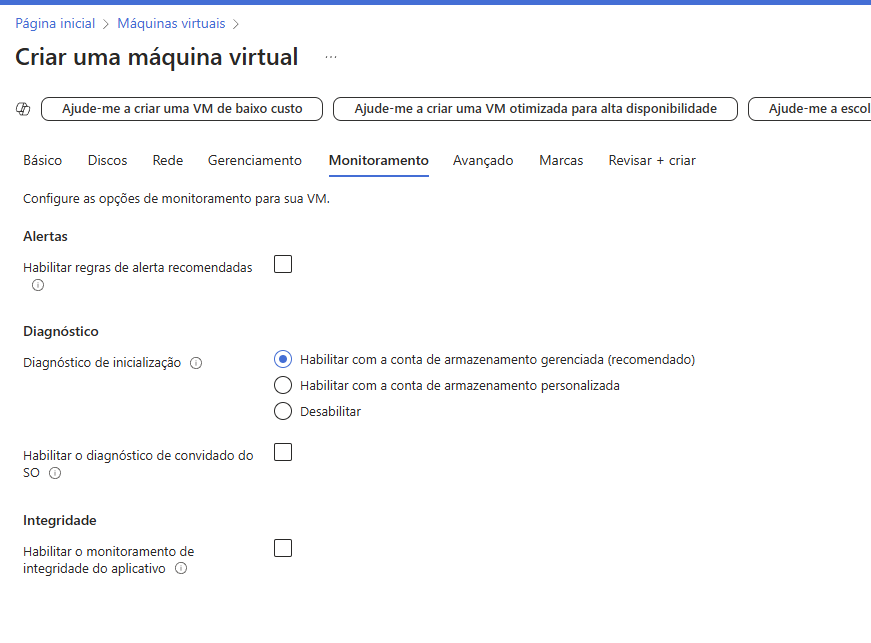 Página inicial > Máquinas virtuais >
Criar uma máquina virtual ...
Ajude-me a criar uma VM de baixo custo Ajude-me a criar uma VM otimizada para alta disponibilidade Ajude-me a escol
Básico Discos Rede Gerenciamento Monitoramento Avançado Marcas Revisar + criar
Configure as opções de monitoramento para sua VM.
Alertas
Habilitar regras de alerta recomendadas
Diagnóstico
Diagnóstico de inicialização
Habilitar com a conta de armazenamento gerenciada (recomendado)
Habilitar com a conta de armazenamento personalizada
Desabilitar
Habilitar o diagnóstico de convidado do
SO
Integridade
Habilitar o monitoramento de
integridade do aplicativo